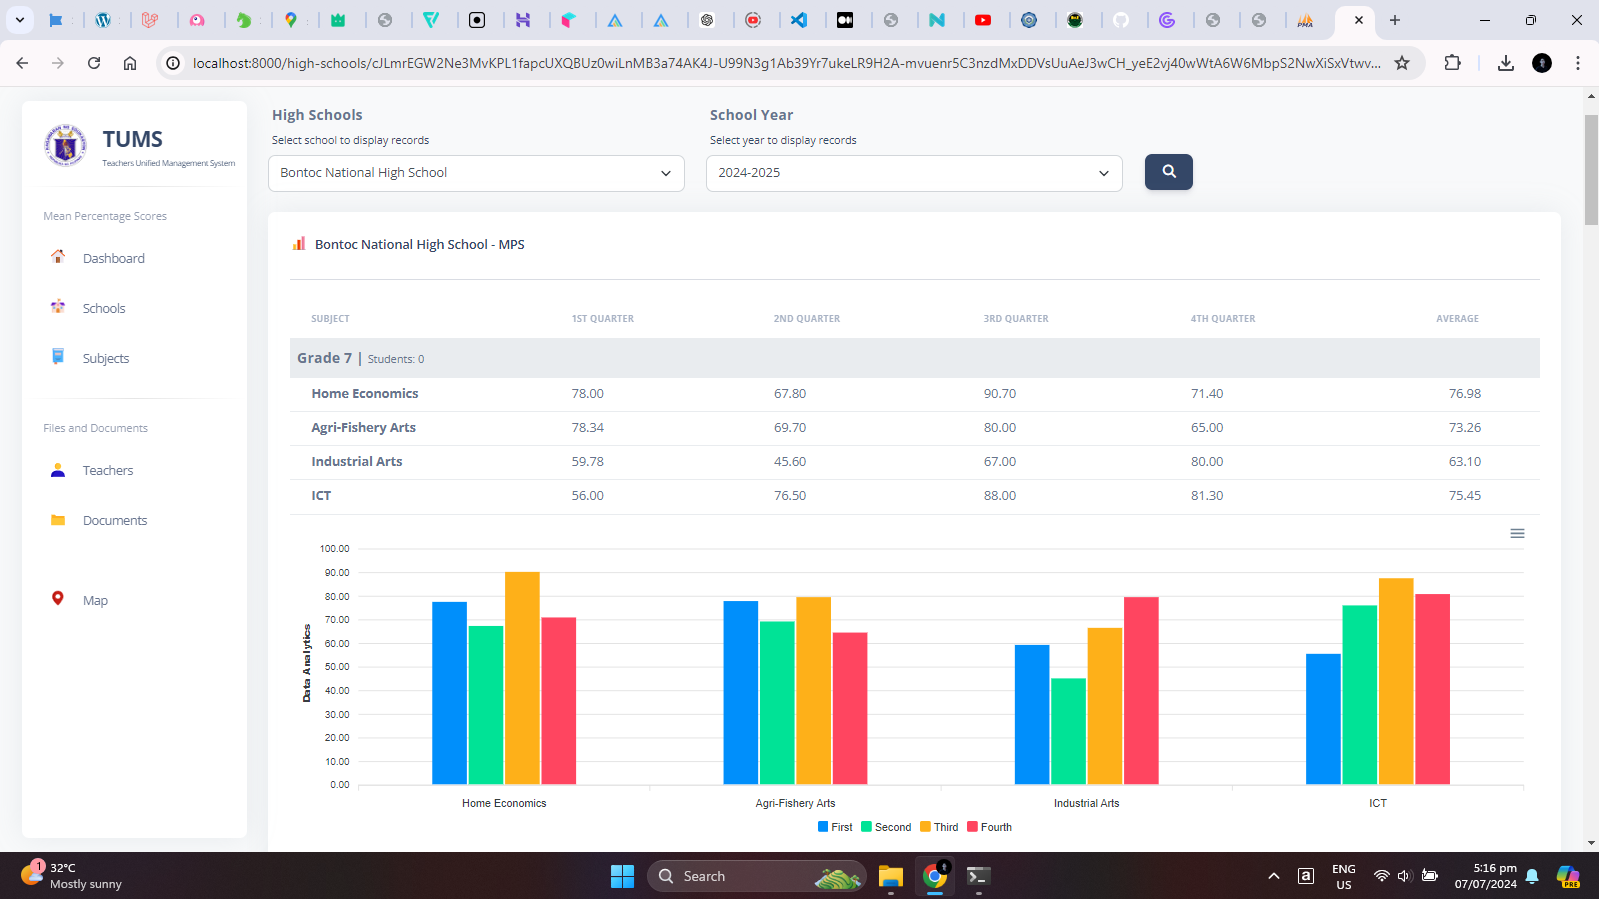 localhost:8000/high-schools/cJLmrEGW2Ne3MvKPL1fapcUXQBUz0wiLnMB3a74AK4J-U99N3g1Ab39Yr7ukeLR9H2A-mvuenr5C3nzdMxDDVsUuAeJ3wCH_yeE2vj40wWtA6W6MbpS2NwXiSxVtwv...
TUMS
Teachers Unified Management System
Mean Percentage Scores
Dashboard
Schools
Subjects
Files and Documents
Teachers
Documents
Map
High Schools
Select school to display records
Bontoc National High School
School Year
Select year to display records
2024-2025
Bontoc National High School - MPS
SUBJECT 1ST QUARTER 2ND QUARTER 3RD QUARTER 4TH QUARTER AVERAGE
Grade 7 | Students: 0
Home Economics 78.00 67.80 90.70 71.40 76.98
Agri-Fishery Arts 78.34 69.70 80.00 65.00 73.26
Industrial Arts 59.78 45.60 67.00 80.00 63.10
ICT 56.00 76.50 88.00 81.30 75.45
Data Analytics
100.00
90.00
80.00
70.00
60.00
50.00
40.00
30.00
20.00
10.00
0.00
Home Economics Agri-Fishery Arts Industrial Arts ICT
First Second Third Fourth
1
32°C
Mostly sunny
Search
ENG
US
5:16 pm
07/07/2024
PRE